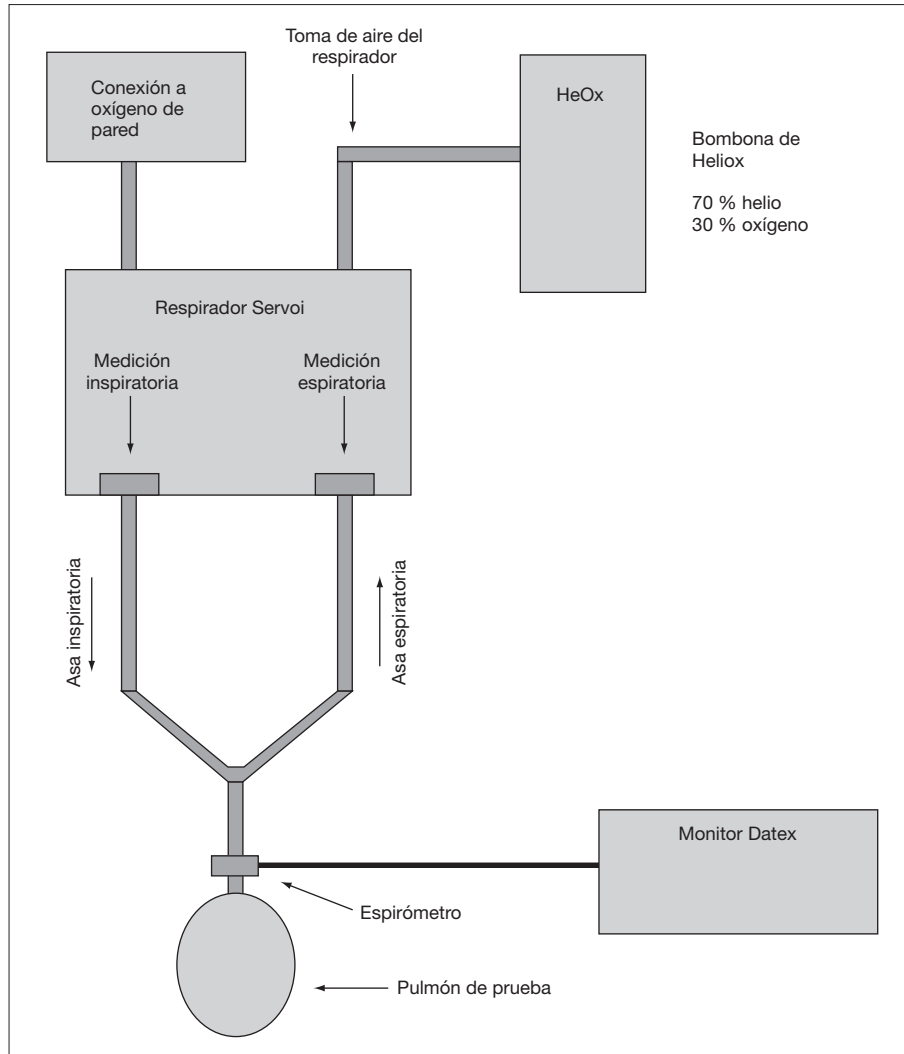 Toma de aire del
respirador
Conexión a
oxígeno de
pared
HeOx
Bombona de
Heliox
70 % helio
30 % oxígeno
Respirador Servoi
Medición
inspiratoria
Medición
espiratoria
Asa inspiratoria
Asa espiratoria
Monitor Datex
Espirómetro
Pulmón de prueba